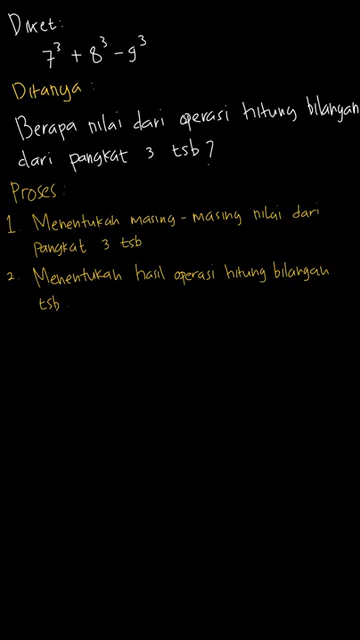 Diket:
7³ + 8³ - 9³
Ditanya:
Berapa nilai dari operasi hitung bilangan
dari pangkat 3 tsb?
Proses:
1. Menentukan masing-masing nilai dari
pangkat 3 tsb
2. Menentukan hasil operasi hitung bilangan
tsb.